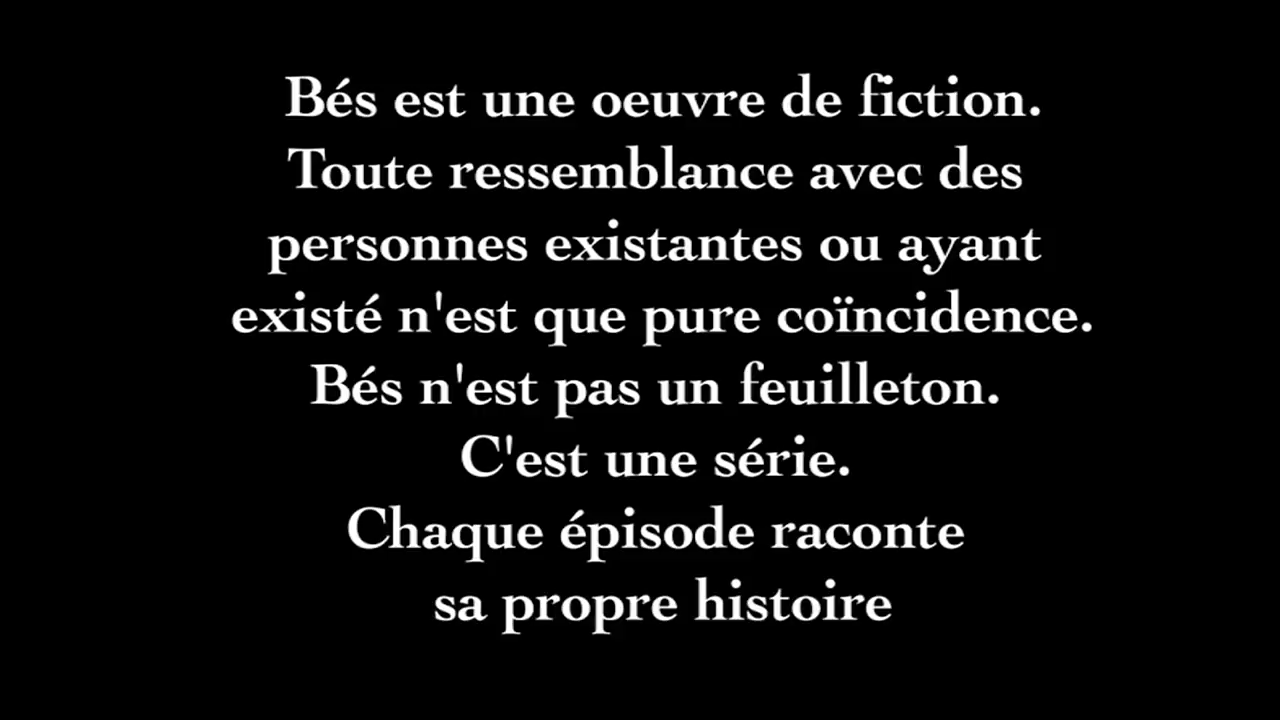 Bés est une oeuvre de fiction.
Toute ressemblance avec des
personnes existantes ou ayant
existé n'est que pure coïncidence.
Bés n'est pas un feuilleton.
C'est une série.
Chaque épisode raconte
sa propre histoire